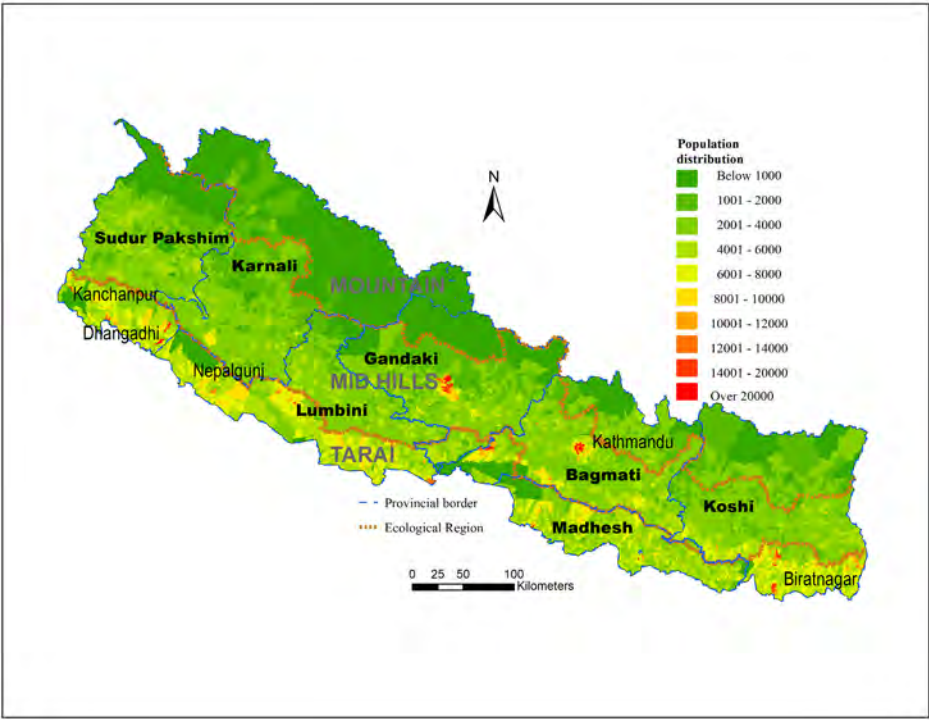 Population
distribution
Below 1000
1001 - 2000
2001 - 4000
4001 - 6000
6001 - 8000
8001 - 10000
10001 - 12000
12001 - 14000
14001 - 20000
Over 20000
N
Sudur Pakshim
Karnali
MOUNTAIN
Kanchanpur
Dhangadhi
Gandaki
Nepalgunj
MID HILLS
Lumbini
Kathmandu
TARAI
Bagmati
Provincial border
Koshi
Ecological Region
Madhesh
0 25 50 100
Kilometers
Biratnagar